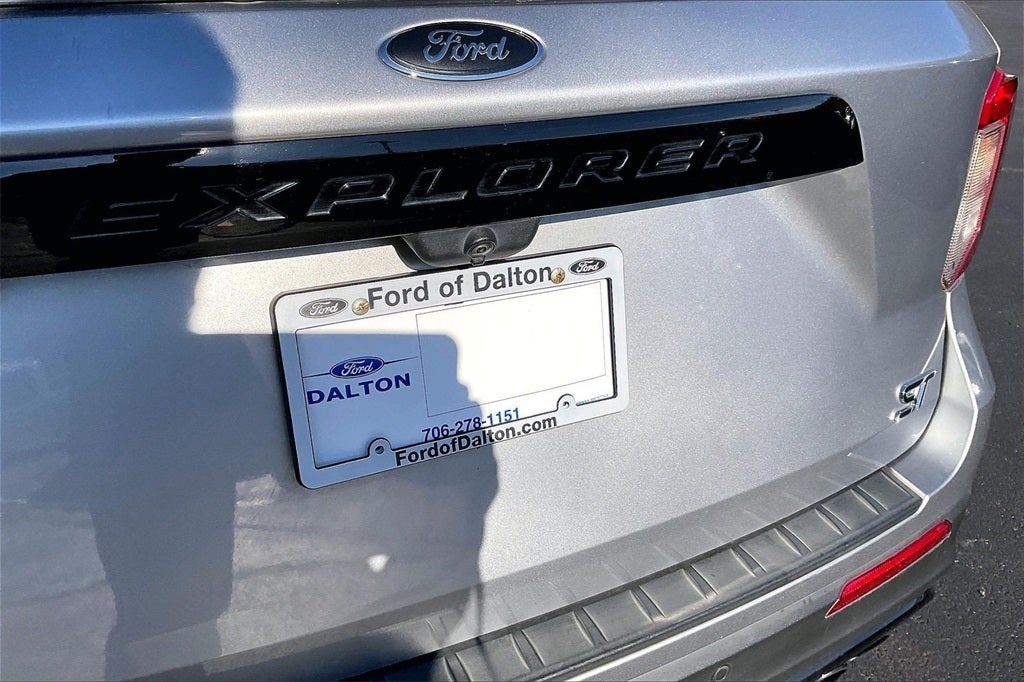 Ford
EXPLORER
Ford Ford of Dalton Ford
Ford
DALTON
706-278-1151
FordofDalton.com
ST